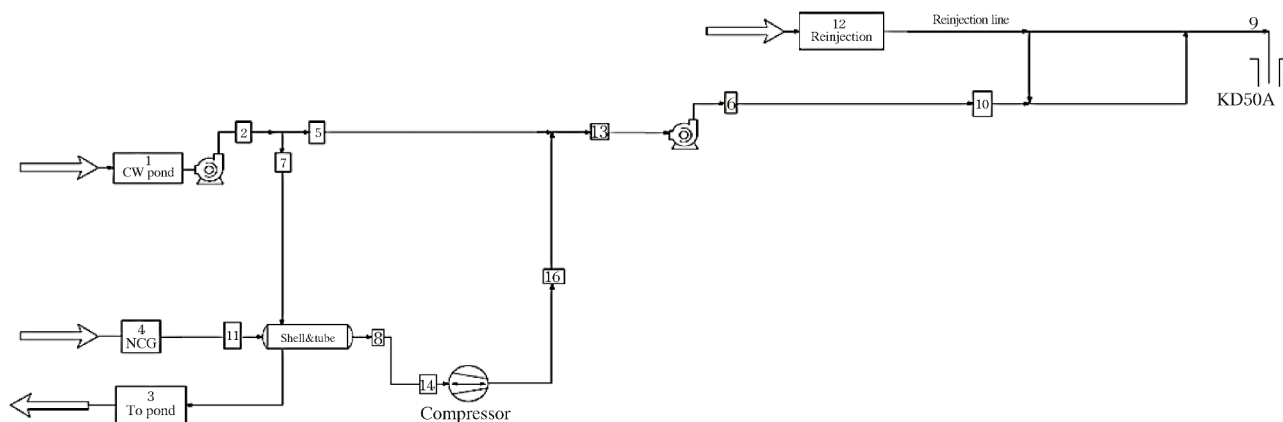 12
Reinjection
Reinjection line
9
KD50A
6
10
2
5
13
1
CW pond
7
16
4
NCG
11
Shell&tube
8
14
3
To pond
Compressor